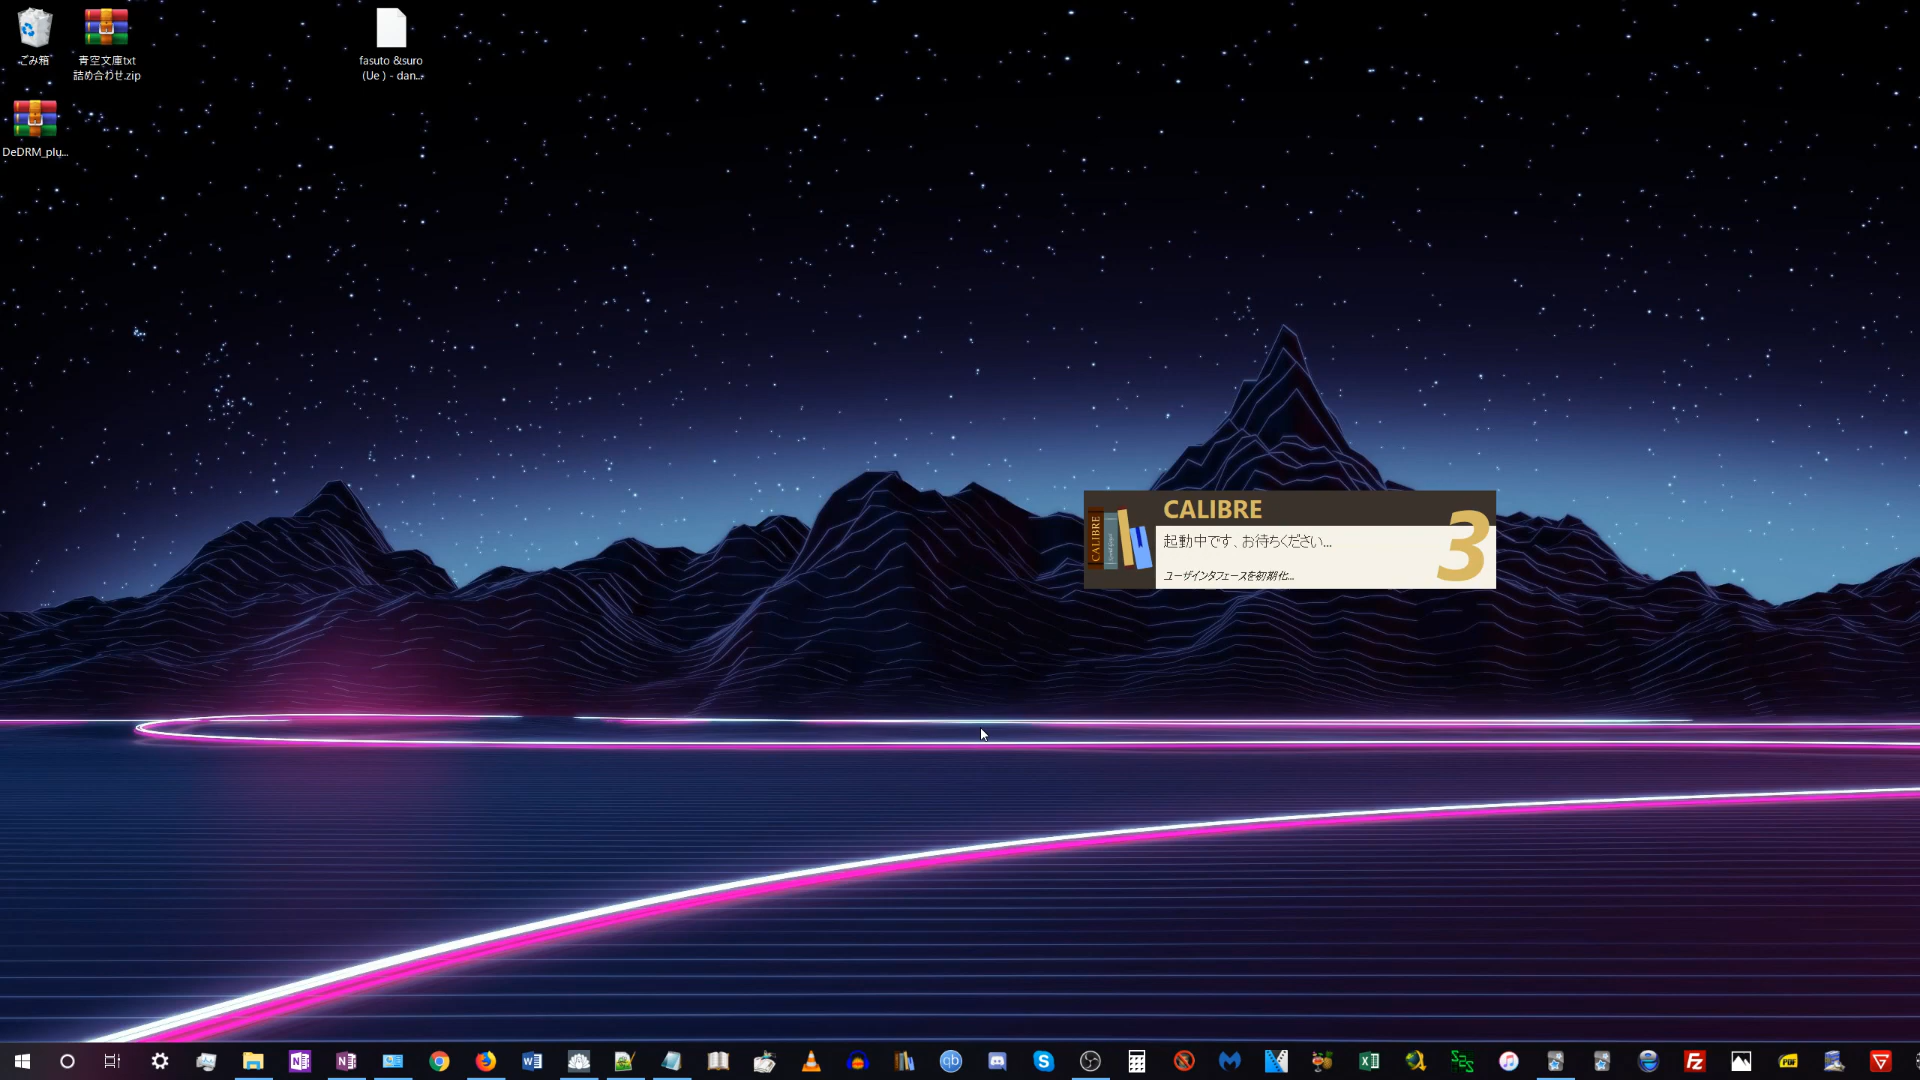 ごみ箱
青空文庫txt
詰め合わせ.zip
fasuto &suro
(Ue ) - dan...
DeDRM_plu...
CALIBRE
起動中です、お待ちください...
ユーザインタフェースを初期化...
3
CALIBRE